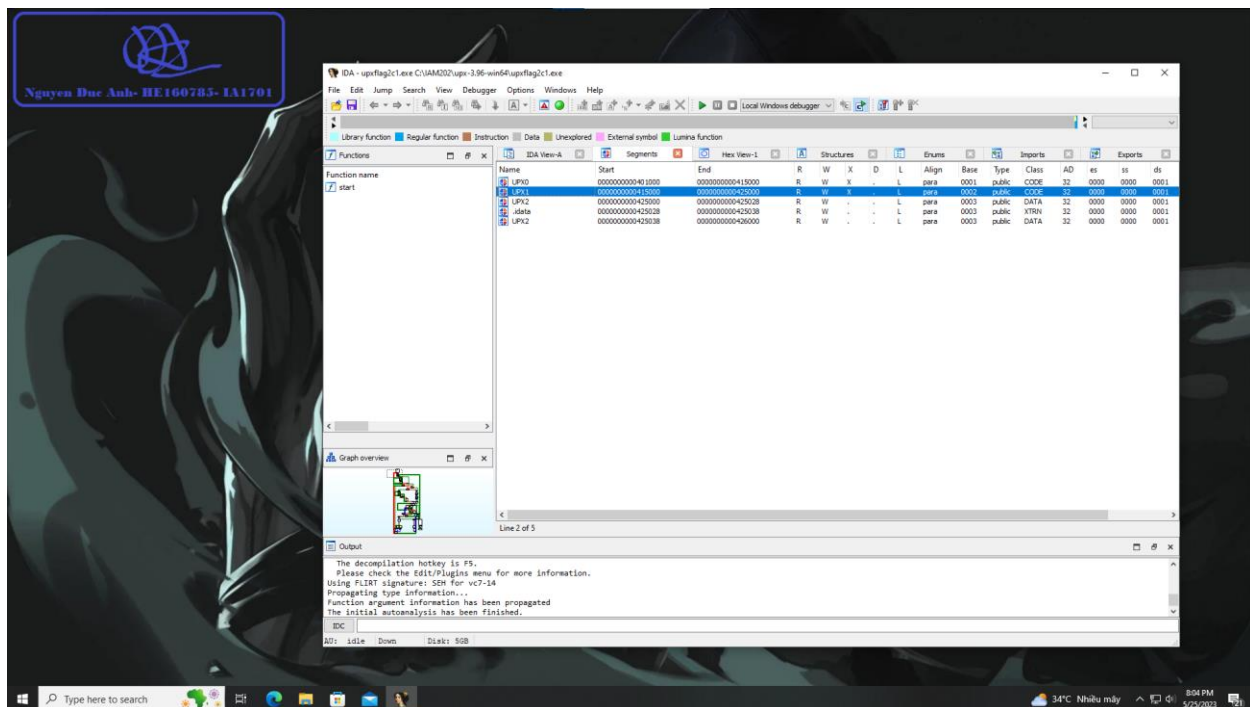 Nguyen Duc Anh- HE160785- IA1701
IDA - upxflag2c1.exe C:\IAM202\upx-3.96-win64\upxflag2c1.exe
File Edit Jump Search View Debugger Options Windows Help
Local Windows debugger
Library function Regular function Instruction Data Unexplored External symbol Lumina function
Functions
IDA View-A Segments Hex View-1 Structures Enums Imports Exports
Function name
start
Name Start End R W X D L Align Base Type Class AD es ss ds
UPX0 0000000000401000 0000000000415000 R W X . L para 0001 public CODE 32 0000 0000 0001
UPX1 0000000000415000 0000000000425000 R W X . L para 0002 public CODE 32 0000 0000 0001
UPX2 0000000000425000 0000000000425028 R W . . L para 0003 public DATA 32 0000 0000 0001
.idata 0000000000425028 0000000000425038 R W . . L para 0003 public XTRN 32 0000 0000 0001
UPX2 0000000000425038 0000000000426000 R W . . L para 0003 public DATA 32 0000 0000 0001
Graph overview
Line 2 of 5
Output
The decompilation hotkey is F5.
Please check the Edit/Plugins menu for more information.
Using FLIRT signature: SEH for vc7-14
Propagating type information...
Function argument information has been propagated
The initial autoanalysis has been finished.
IDC
AU: idle Down Disk: 5GB
Type here to search
34°C Nhiều mây
8:04 PM
5/25/2023